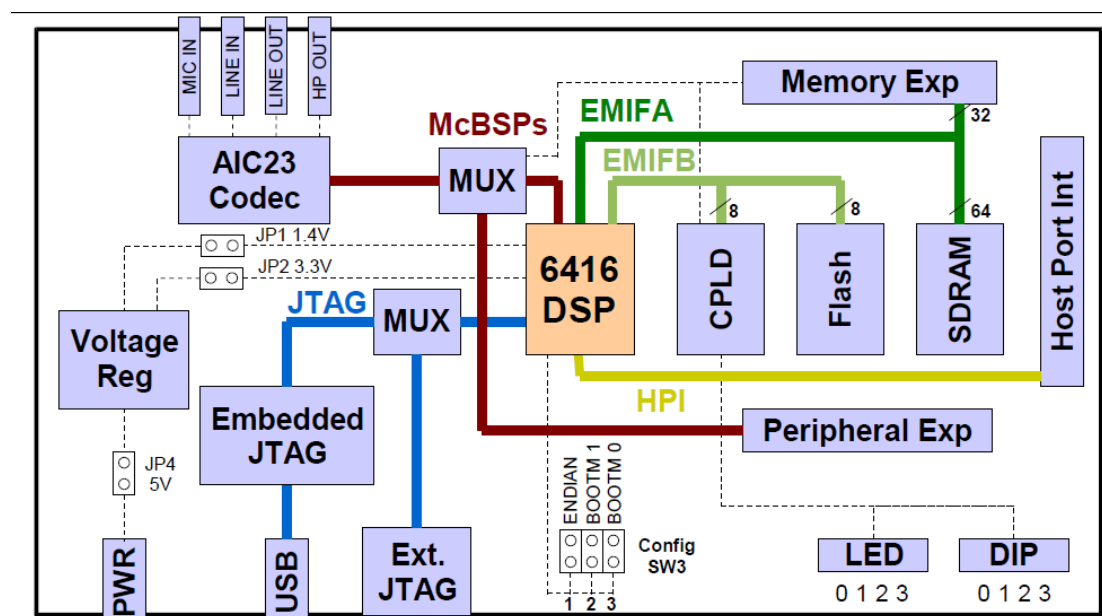 MIC IN
LINE IN
LINE OUT
HP OUT
Memory Exp
EMIFA
32
McBSPs
AIC23
Codec
MUX
EMIFB
8
8
64
Host Port Int
JP1 1.4V
JP2 3.3V
6416
DSP
CPLD
Flash
SDRAM
JTAG
MUX
Voltage
Reg
HPI
Embedded
JTAG
Peripheral Exp
JP4
5V
ENDIAN
BOOTM 1
BOOTM 0
Config
SW3
PWR
USB
Ext.
JTAG
1 2 3
LED
DIP
0 1 2 3
0 1 2 3